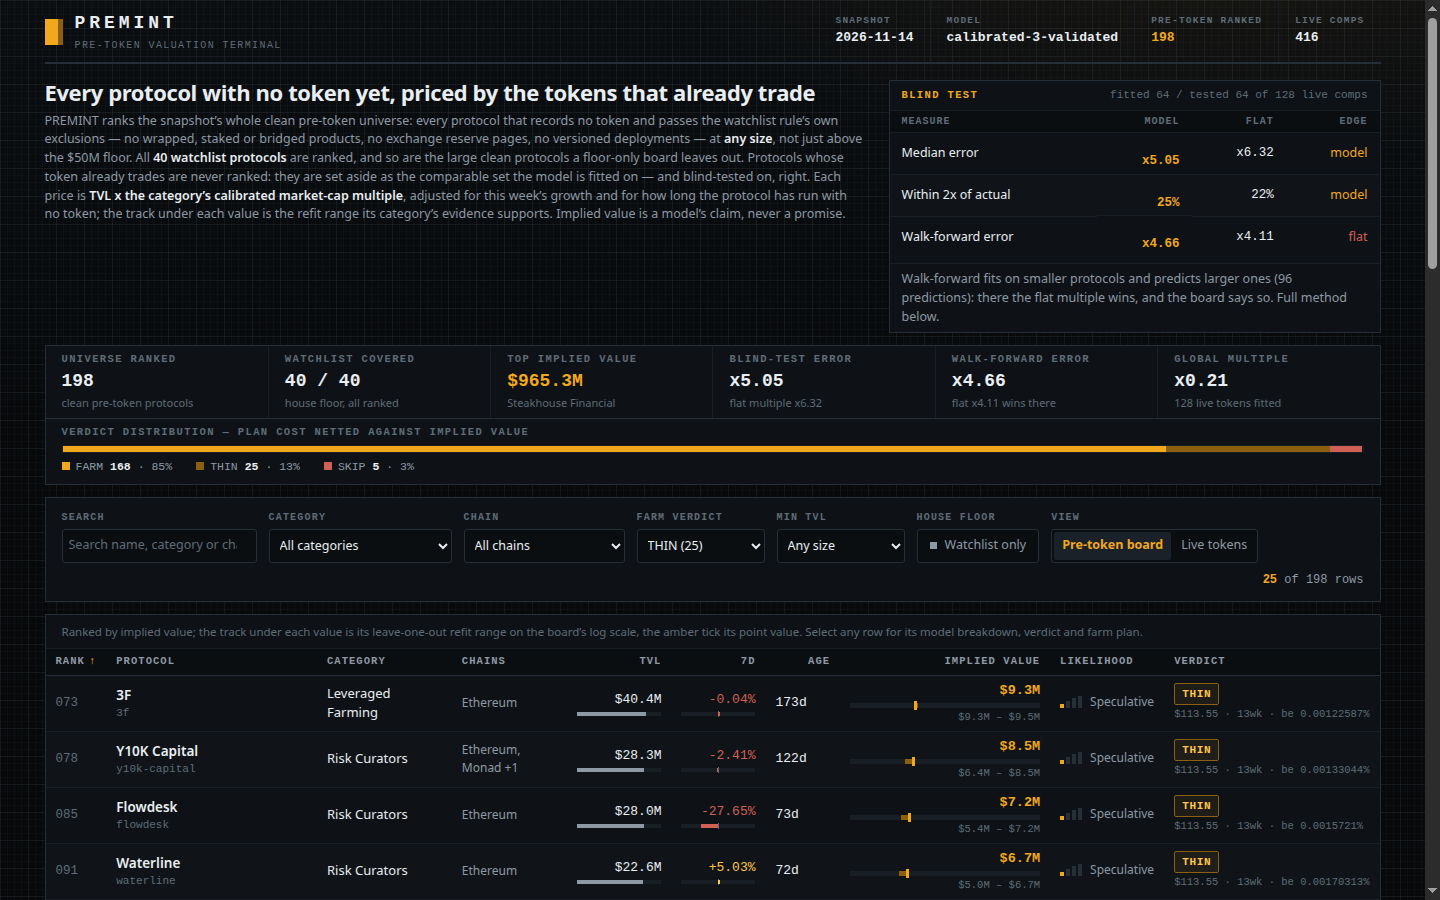 PREMINT
PRE-TOKEN VALUATION TERMINAL
SNAPSHOT
2026-11-14
MODEL
calibrated-3-validated
PRE-TOKEN RANKED
198
LIVE COMPS
416
Every protocol with no token yet, priced by the tokens that already trade
PREMINT ranks the snapshot's whole clean pre-token universe: every protocol that records no token and passes the watchlist rule's own
exclusions — no wrapped, staked or bridged products, no exchange reserve pages, no versioned deployments — at any size, not just above
the $50M floor. All 40 watchlist protocols are ranked, and so are the large clean protocols a floor-only board leaves out. Protocols whose
token already trades are never ranked: they are set aside as the comparable set the model is fitted on — and blind-tested on, right. Each
price is TVL x the category's calibrated market-cap multiple, adjusted for this week's growth and for how long the protocol has run with
no token; the track under each value is the refit range its category's evidence supports. Implied value is a model's claim, never a promise.
BLIND TEST
fitted 64 / tested 64 of 128 live comps
MEASURE MODEL FLAT EDGE
Median error x5.05 x6.32 model
Within 2x of actual 25% 22% model
Walk-forward error x4.66 x4.11 flat
Walk-forward fits on smaller protocols and predicts larger ones (96
predictions): there the flat multiple wins, and the board says so. Full method
below.
UNIVERSE RANKED
198
clean pre-token protocols
WATCHLIST COVERED
40 / 40
house floor, all ranked
TOP IMPLIED VALUE
$965.3M
Steakhouse Financial
BLIND-TEST ERROR
x5.05
flat multiple x6.32
WALK-FORWARD ERROR
x4.66
flat x4.11 wins there
GLOBAL MULTIPLE
x0.21
128 live tokens fitted
VERDICT DISTRIBUTION — PLAN COST NETTED AGAINST IMPLIED VALUE
FARM 168 · 85% THIN 25 · 13% SKIP 5 · 3%
SEARCH
Search name, category or ch
CATEGORY
All categories
CHAIN
All chains
FARM VERDICT
THIN (25)
MIN TVL
Any size
HOUSE FLOOR
Watchlist only
VIEW
Pre-token board Live tokens
25 of 198 rows
Ranked by implied value; the track under each value is its leave-one-out refit range on the board's log scale, the amber tick its point value. Select any row for its model breakdown, verdict and farm plan.
RANK ↑ PROTOCOL CATEGORY CHAINS TVL 7D AGE IMPLIED VALUE LIKELIHOOD VERDICT
073
3F
3f
Leveraged
Farming
Ethereum
$40.4M
-0.04%
173d
$9.3M
$9.3M – $9.5M
Speculative
THIN
$113.55 · 13wk · be 0.00122587%
078
Y10K Capital
y10k-capital
Risk Curators
Ethereum,
Monad +1
$28.3M
-2.41%
122d
$8.5M
$6.4M – $8.5M
Speculative
THIN
$113.55 · 13wk · be 0.00133044%
085
Flowdesk
flowdesk
Risk Curators
Ethereum
$28.0M
-27.65%
73d
$7.2M
$5.4M – $7.2M
Speculative
THIN
$113.55 · 13wk · be 0.0015721%
091
Waterline
waterline
Risk Curators
Ethereum
$22.6M
+5.03%
72d
$6.7M
$5.0M – $6.7M
Speculative
THIN
$113.55 · 13wk · be 0.00170313%